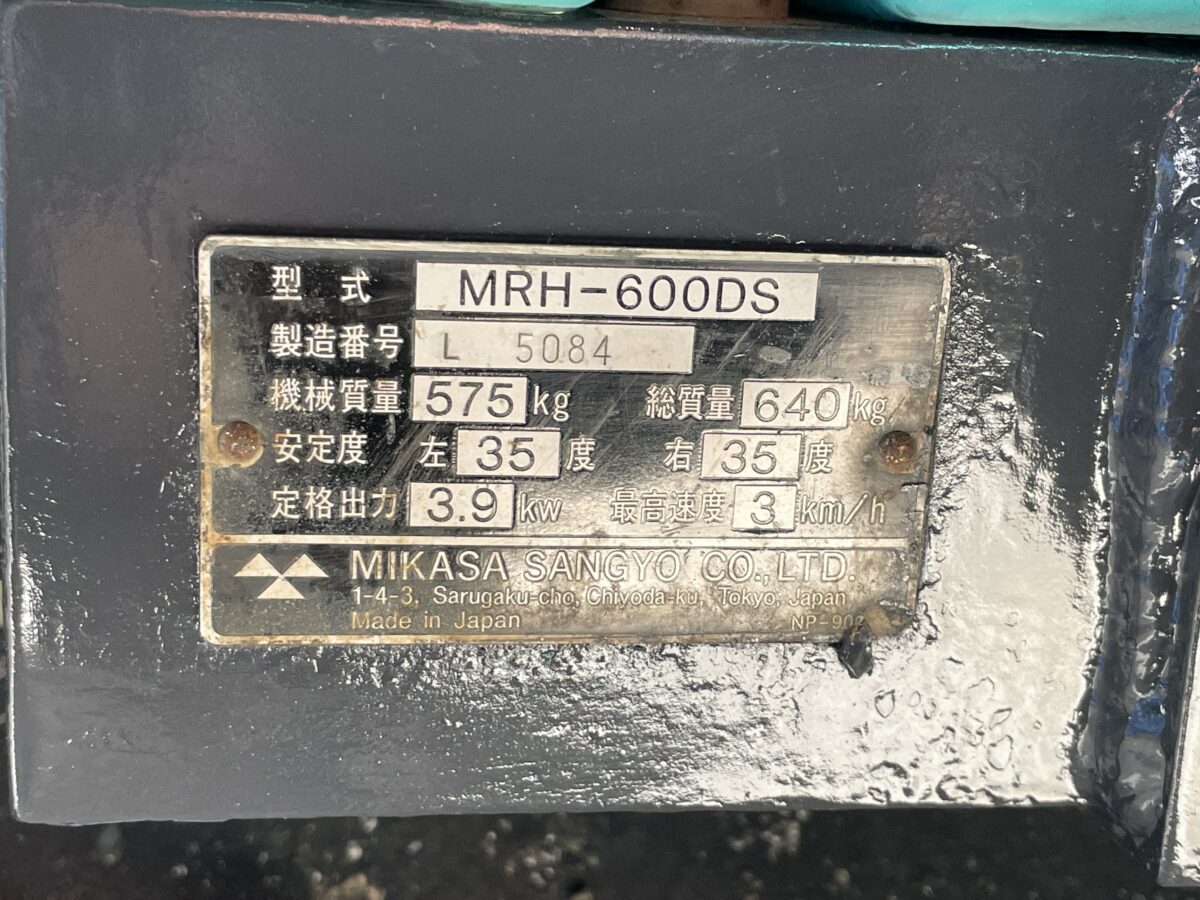 型 式 MRH-600DS
製造番号 L 5084
機械質量 575 kg 総質量 640 kg
安定度 左 35 度 右 35 度
定格出力 3.9 kw 最高速度 3 km/h
MIKASA SANGYO CO., LTD.
1-4-3, Sarugaku-cho, Chiyoda-ku, Tokyo, Japan
Made in Japan